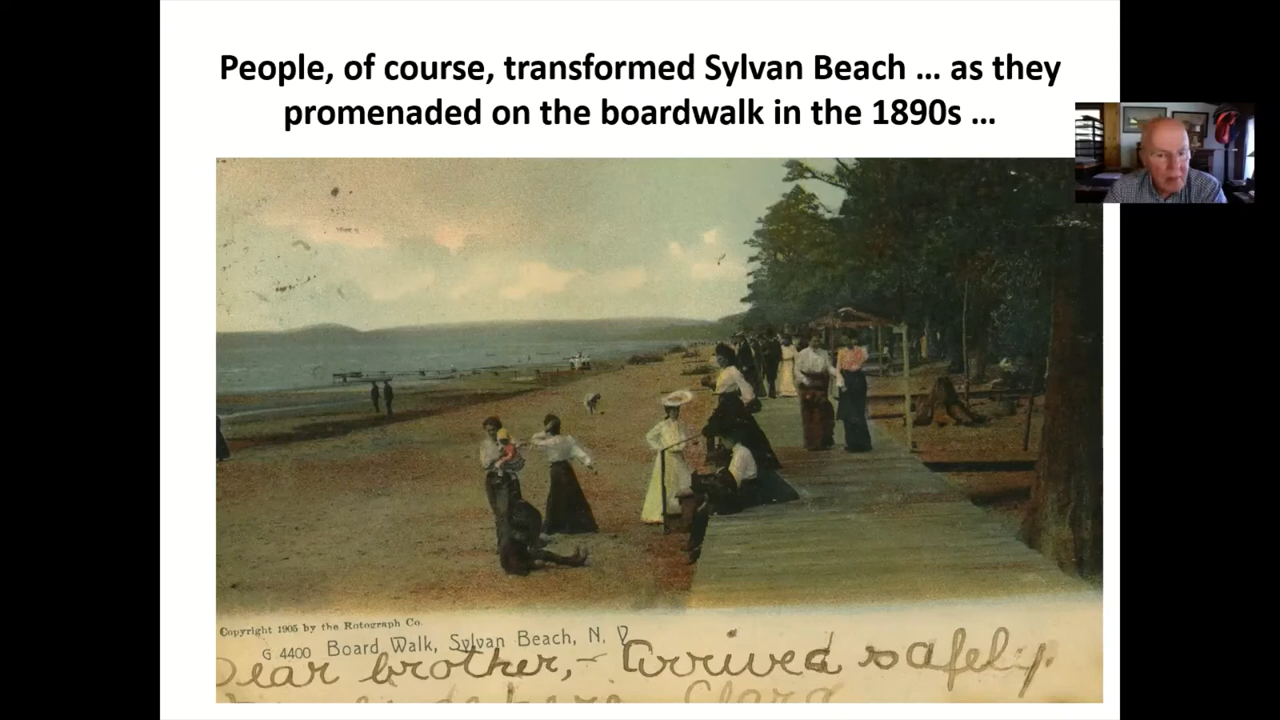 People, of course, transformed Sylvan Beach ... as they
promenaded on the boardwalk in the 1890s ...
Copyright 1905 by the Rotograph Co.
G 4400 Board Walk, Sylvan Beach, N. Y
Dear brother,- Arrived safely.
Clara